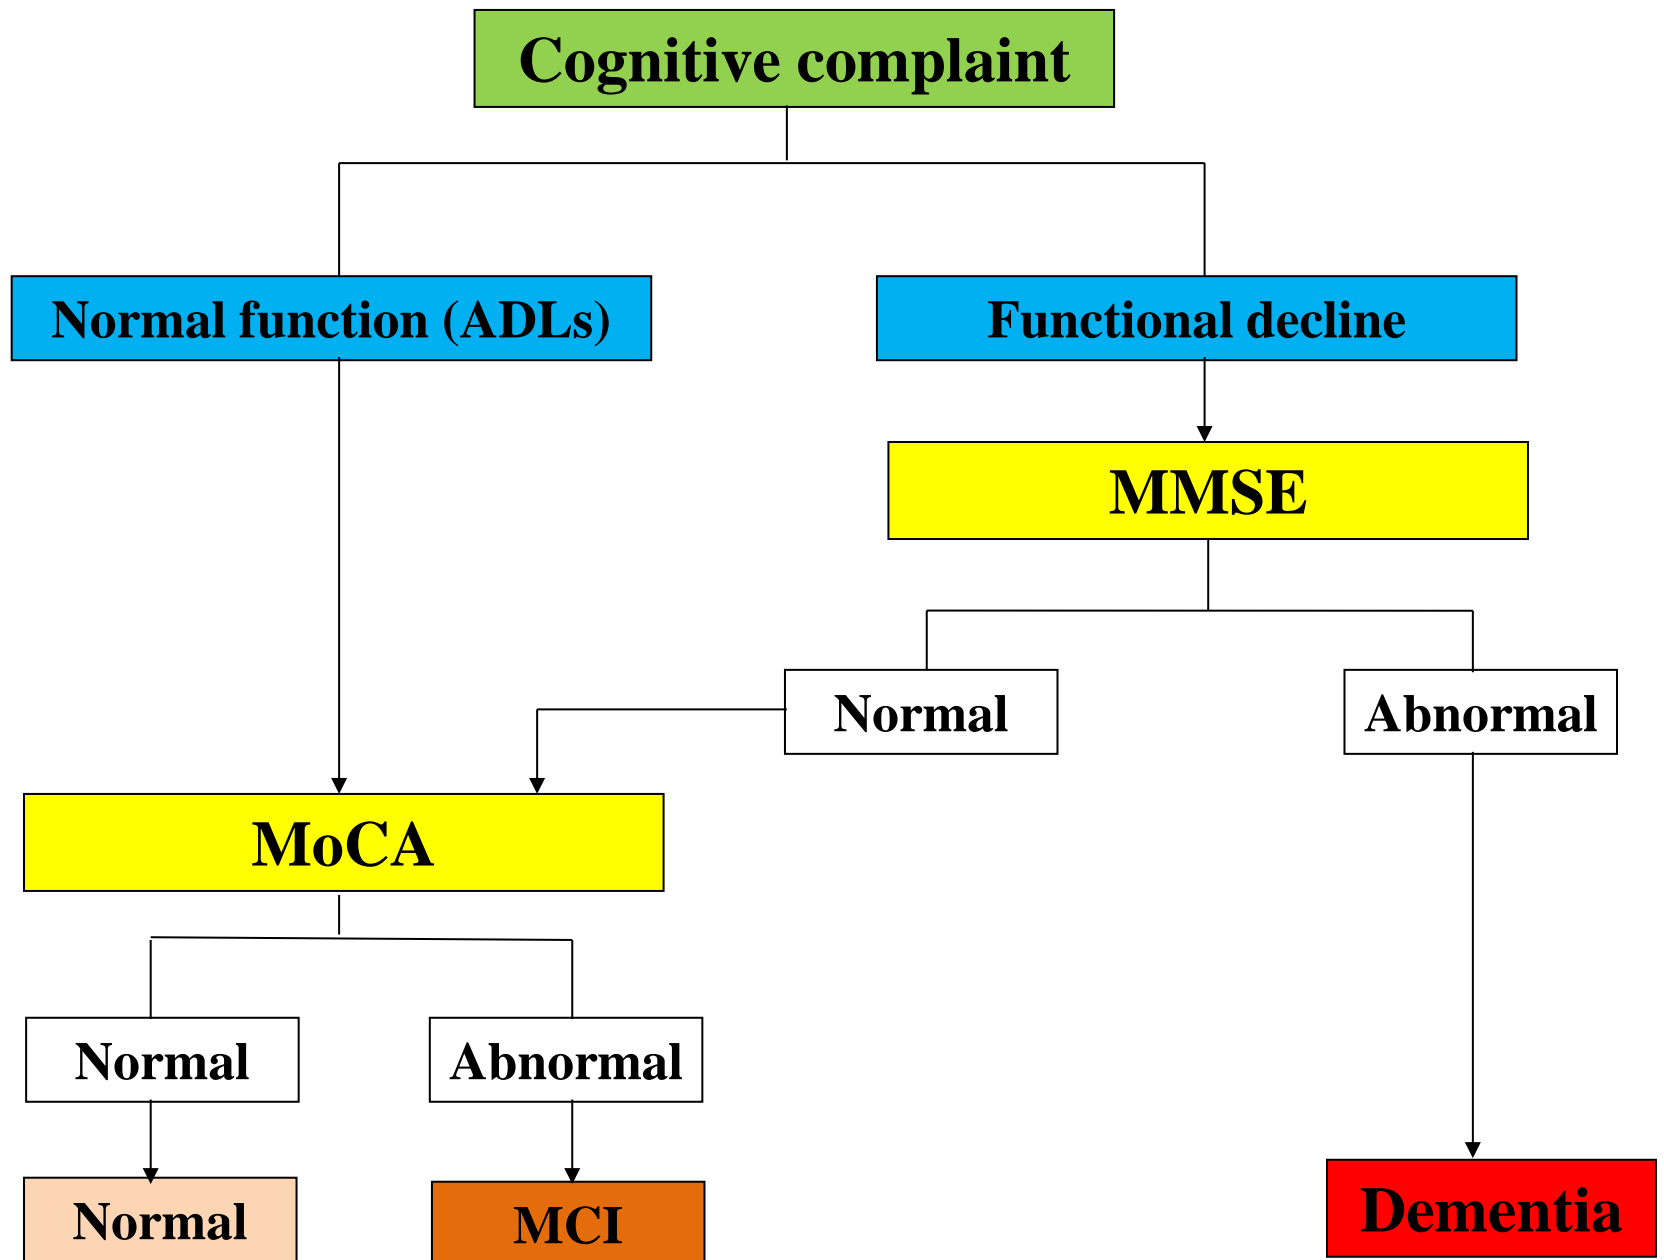 Cognitive complaint
Normal function (ADLs)
Functional decline
MMSE
Normal
Abnormal
MoCA
Normal
Abnormal
Normal
MCI
Dementia